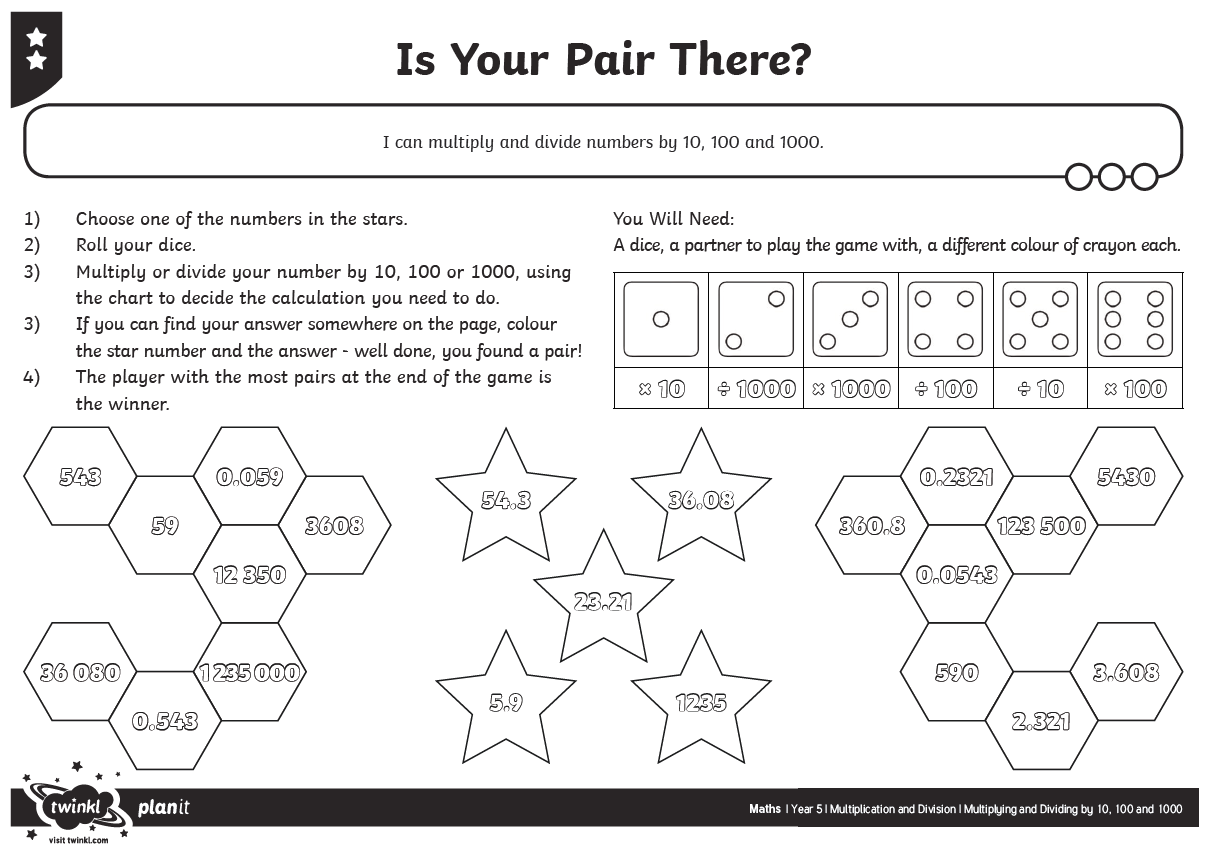 Is Your Pair There?
I can multiply and divide numbers by 10, 100 and 1000.
1) Choose one of the numbers in the stars.
2) Roll your dice.
3) Multiply or divide your number by 10, 100 or 1000, using
the chart to decide the calculation you need to do.
3) If you can find your answer somewhere on the page, colour
the star number and the answer - well done, you found a pair!
4) The player with the most pairs at the end of the game is
the winner.
You Will Need:
A dice, a partner to play the game with, a different colour of crayon each.
× 10 ÷ 1000 × 1000 ÷ 100 ÷ 10 × 100
543
0.059
59
3608
12 350
36 080
1 235 000
0.543
54.3
36.08
23.21
5.9
1235
0.2321
5430
360.8
123 500
0.0543
590
3.608
2.321
twinkl
planit
visit twinkl.com
Maths | Year 5 | Multiplication and Division | Multiplying and Dividing by 10, 100 and 1000